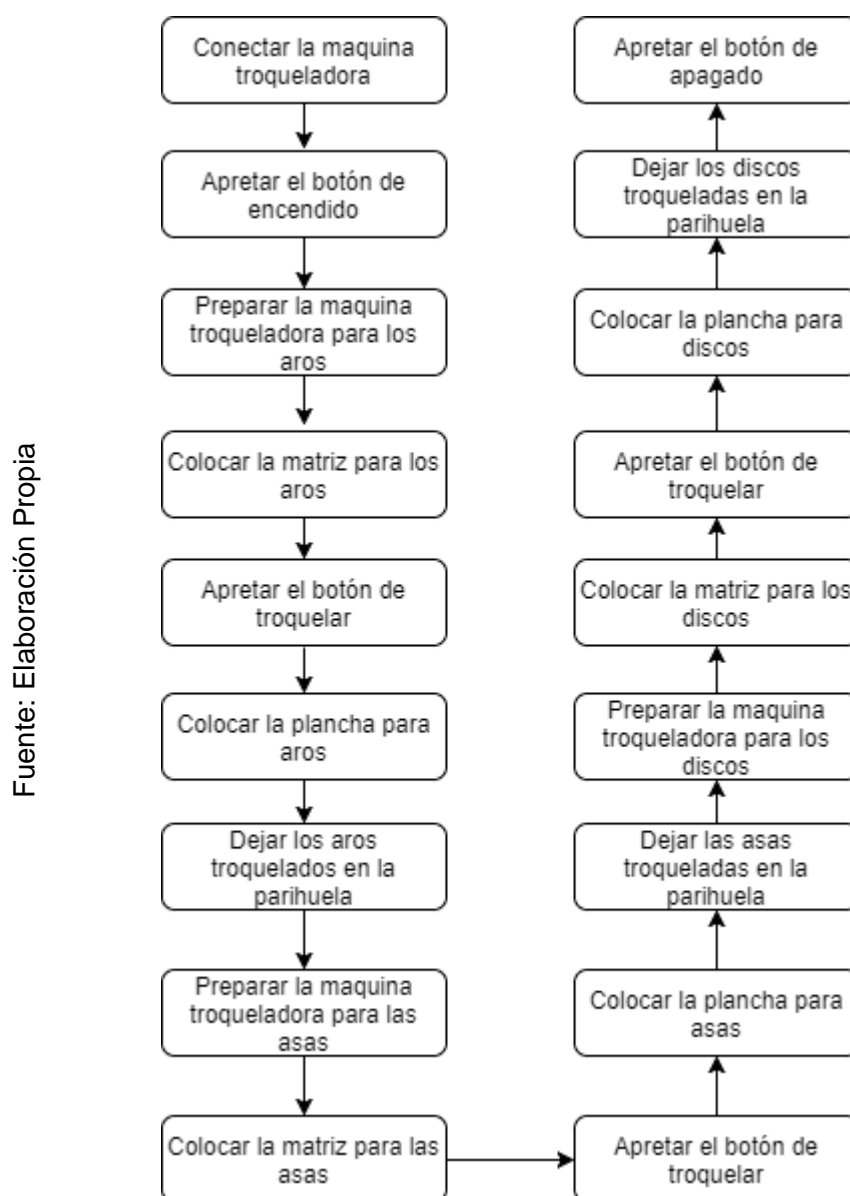 Conectar la maquina
troqueladora
Apretar el botón de
encendido
Preparar la maquina
troqueladora para los
aros
Colocar la matriz para los
aros
Apretar el botón de
troquelar
Colocar la plancha para
aros
Dejar los aros
troquelados en la
parihuela
Preparar la maquina
troqueladora para las
asas
Colocar la matriz para las
asas
Apretar el botón de
troquelar
Colocar la plancha para
asas
Dejar las asas
troqueladas en la
parihuela
Preparar la maquina
troqueladora para los
discos
Colocar la matriz para los
discos
Apretar el botón de
troquelar
Colocar la plancha para
discos
Dejar los discos
troqueladas en la
parihuela
Apretar el botón de
apagado
Fuente: Elaboración Propia